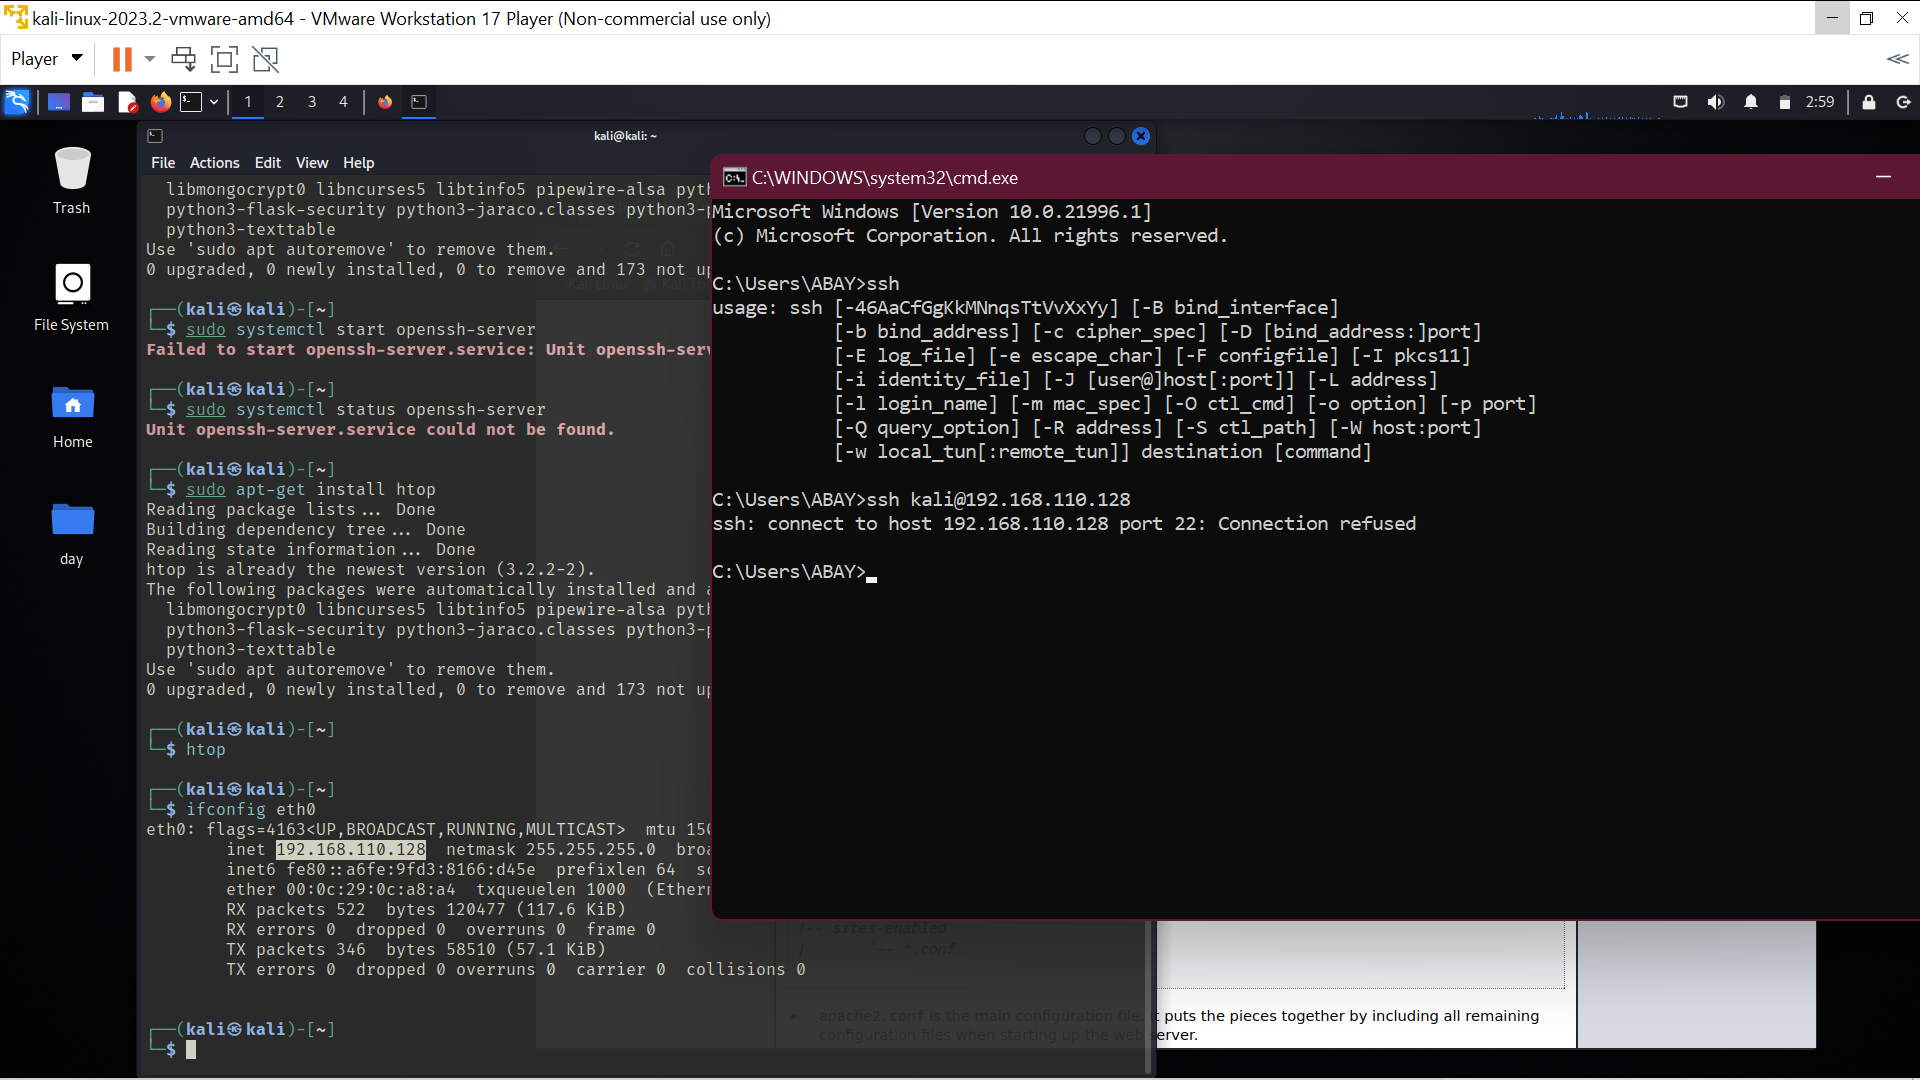 kali-linux-2023.2-vmware-amd64 - VMware Workstation 17 Player (Non-commercial use only)
Player
1 2 3 4
2:59
Trash
File System
Home
day
kali@kali: ~
File Actions Edit View Help
libmongocrypt0 libncurses5 libtinfo5 pipewire-alsa
python3-flask-security python3-jaraco.classes
python3-texttable
Use 'sudo apt autoremove' to remove them.
0 upgraded, 0 newly installed, 0 to remove and 173 not
┌──(kali㉿kali)-[~]
└─$ sudo systemctl start openssh-server
Failed to start openssh-server.service: Unit
┌──(kali㉿kali)-[~]
└─$ sudo systemctl status openssh-server
Unit openssh-server.service could not be found.
┌──(kali㉿kali)-[~]
└─$ sudo apt-get install htop
Reading package lists... Done
Building dependency tree... Done
Reading state information... Done
htop is already the newest version (3.2.2-2).
The following packages were automatically installed and
libmongocrypt0 libncurses5 libtinfo5 pipewire-alsa
python3-flask-security python3-jaraco.classes
python3-texttable
Use 'sudo apt autoremove' to remove them.
0 upgraded, 0 newly installed, 0 to remove and 173 not
┌──(kali㉿kali)-[~]
└─$ htop
┌──(kali㉿kali)-[~]
└─$ ifconfig eth0
eth0: flags=4163<UP,BROADCAST,RUNNING,MULTICAST> mtu
inet 192.168.110.128 netmask 255.255.255.0
inet6 fe80::a6fe:9fd3:8166:d45e prefixlen 64
ether 00:0c:29:0c:a8:a4 txqueuelen 1000
RX packets 522 bytes 120477 (117.6 KiB)
RX errors 0 dropped 0 overruns 0 frame 0
TX packets 346 bytes 58510 (57.1 KiB)
TX errors 0 dropped 0 overruns 0 carrier 0 collisions 0
┌──(kali㉿kali)-[~]
└─$
C:\WINDOWS\system32\cmd.exe
Microsoft Windows [Version 10.0.21996.1]
(c) Microsoft Corporation. All rights reserved.
C:\Users\ABAY>ssh
usage: ssh [-46AaCfGgKkMNnqsTtVvXxYy] [-B bind_interface]
[-b bind_address] [-c cipher_spec] [-D [bind_address:]port]
[-E log_file] [-e escape_char] [-F configfile] [-I pkcs11]
[-i identity_file] [-J [user@]host[:port]] [-L address]
[-l login_name] [-m mac_spec] [-O ctl_cmd] [-o option] [-p port]
[-Q query_option] [-R address] [-S ctl_path] [-W host:port]
[-w local_tun[:remote_tun]] destination [command]
C:\Users\ABAY>ssh kali@192.168.110.128
ssh: connect to host 192.168.110.128 port 22: Connection refused
C:\Users\ABAY>
|-- sites-enabled
| `-- *.conf
apache2.conf is the main configuration file. It puts the pieces together by including all remaining
configuration files when starting up the web server.